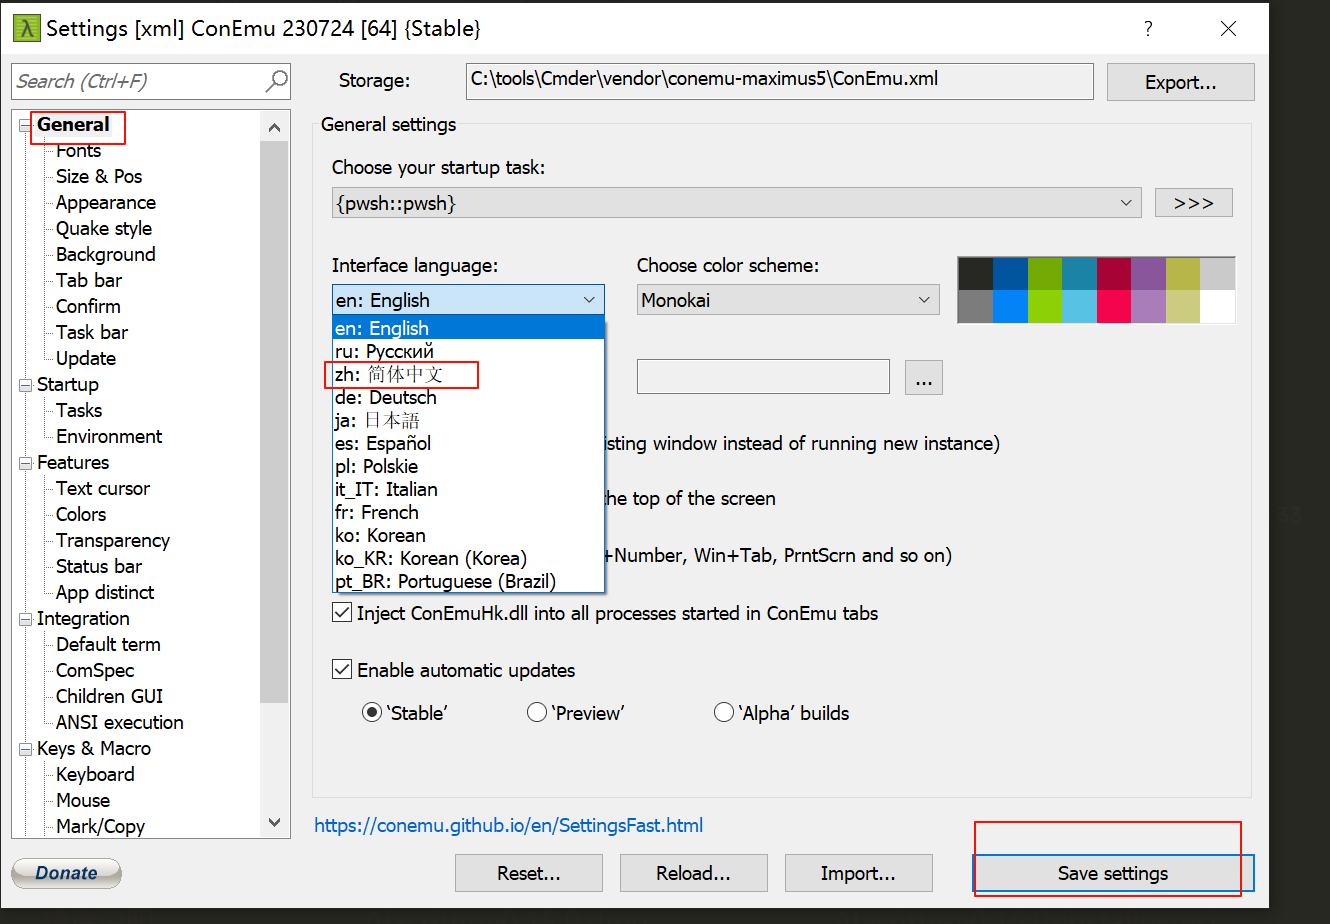 λ Settings [xml] ConEmu 230724 [64] {Stable} ?
Search (Ctrl+F)
Storage: C:\tools\Cmder\vendor\conemu-maximus5\ConEmu.xml Export...
General
Fonts
Size & Pos
Appearance
Quake style
Background
Tab bar
Confirm
Task bar
Update
Startup
Tasks
Environment
Features
Text cursor
Colors
Transparency
Status bar
App distinct
Integration
Default term
ComSpec
Children GUI
ANSI execution
Keys & Macro
Keyboard
Mouse
Mark/Copy
General settings
Choose your startup task:
{pwsh::pwsh} >>>
Interface language:
en: English
en: English
ru: Русский
zh: 简体中文
de: Deutsch
ja: 日本語
es: Español
pl: Polskie
it_IT: Italian
fr: French
ko: Korean
ko_KR: Korean (Korea)
pt_BR: Portuguese (Brazil)
Choose color scheme:
Monokai
...
isting window instead of running new instance)
the top of the screen
+Number, Win+Tab, PrntScrn and so on)
Inject ConEmuHk.dll into all processes started in ConEmu tabs
Enable automatic updates
‘Stable’ ‘Preview’ ‘Alpha’ builds
https://conemu.github.io/en/SettingsFast.html
Donate Reset... Reload... Import... Save settings